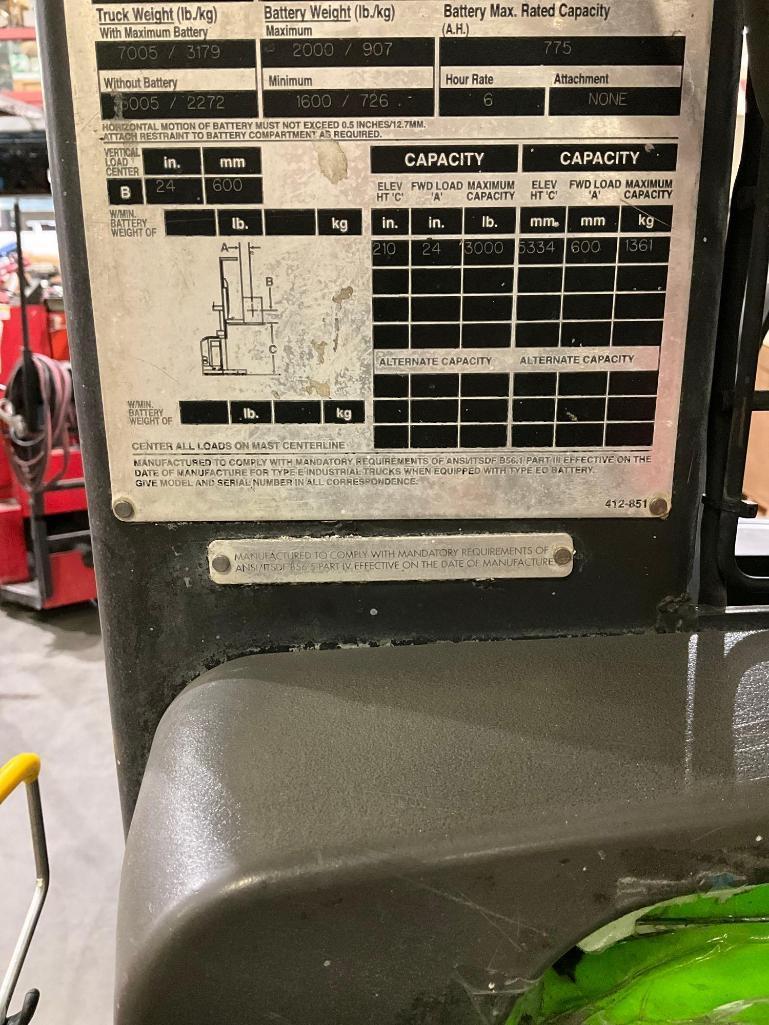 Truck Weight (lb./kg) Battery Weight (lb./kg) Battery Max. Rated Capacity
With Maximum Battery Maximum (A.H.)
7005 / 3179 2000 / 907 775
Without Battery Minimum Hour Rate Attachment
5005 / 2272 1600 / 726 6 NONE
HORIZONTAL MOTION OF BATTERY MUST NOT EXCEED 0.5 INCHES/12.7MM.
ATTACH RESTRAINT TO BATTERY COMPARTMENT AS REQUIRED.
VERTICAL
LOAD
CENTER
in. mm
B 24 600
W/MIN.
BATTERY
WEIGHT OF
lb. kg
A
B
C
B
W/MIN.
BATTERY
WEIGHT OF
lb. kg
CENTER ALL LOADS ON MAST CENTERLINE
CAPACITY CAPACITY
ELEV FWD LOAD MAXIMUM ELEV FWD LOAD MAXIMUM
HT 'C' 'A' CAPACITY HT 'C' 'A' CAPACITY
in. in. lb. mm. mm kg
210 24 3000 5334 600 1361
ALTERNATE CAPACITY ALTERNATE CAPACITY
MANUFACTURED TO COMPLY WITH MANDATORY REQUIREMENTS OF ANSI/ITSDF B56.1 PART III EFFECTIVE ON THE
DATE OF MANUFACTURE FOR TYPE E INDUSTRIAL TRUCKS WHEN EQUIPPED WITH TYPE EO BATTERY.
GIVE MODEL AND SERIAL NUMBER IN ALL CORRESPONDENCE.
412-851
MANUFACTURED TO COMPLY WITH MANDATORY REQUIREMENTS OF
ANSI/ITSDF B56.5 PART IV, EFFECTIVE ON THE DATE OF MANUFACTURE